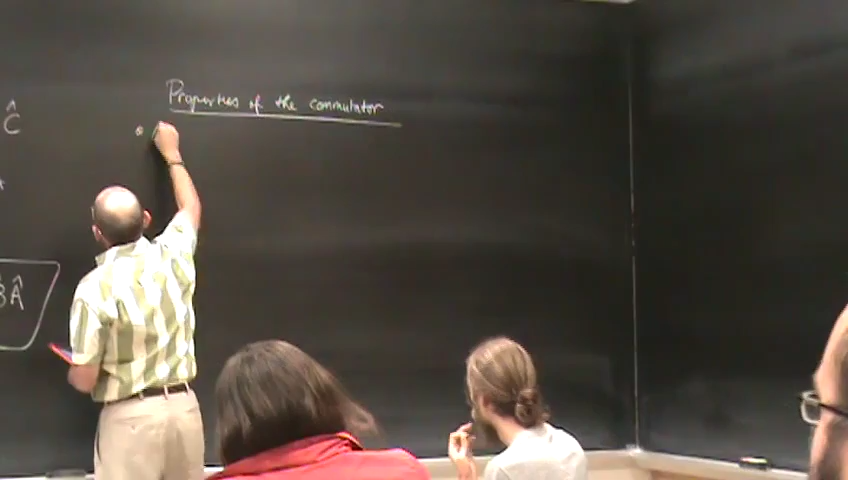 Ĉ
Properties of the commutator
B̂Â